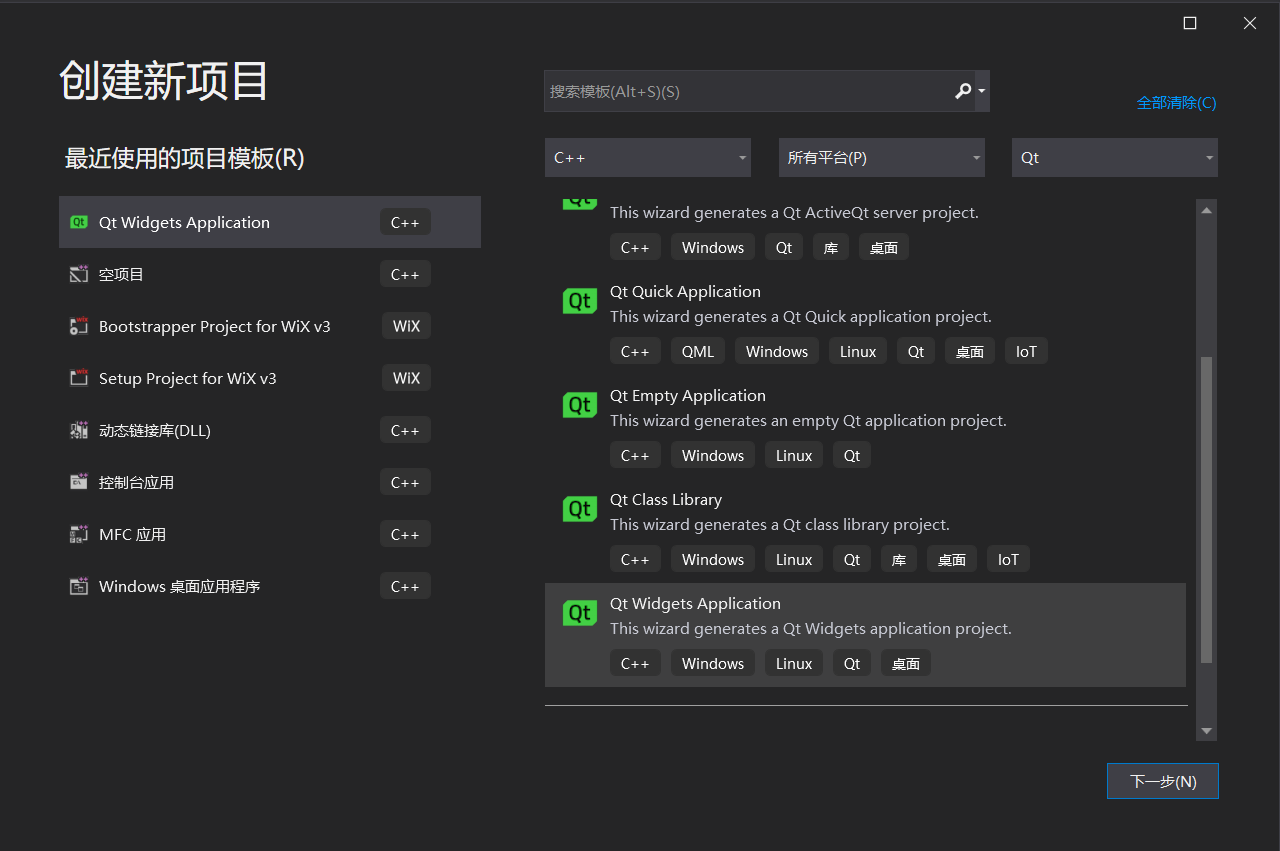 创建新项目
最近使用的项目模板(R)
Qt Widgets Application C++
空项目 C++
Bootstrapper Project for WiX v3 WiX
Setup Project for WiX v3 WiX
动态链接库(DLL) C++
控制台应用 C++
MFC 应用 C++
Windows 桌面应用程序 C++
搜索模板(Alt+S)(S)
全部清除(C)
C++ 所有平台(P) Qt
This wizard generates a Qt ActiveQt server project.
C++ Windows Qt 库 桌面
Qt Quick Application
This wizard generates a Qt Quick application project.
C++ QML Windows Linux Qt 桌面 IoT
Qt Empty Application
This wizard generates an empty Qt application project.
C++ Windows Linux Qt
Qt Class Library
This wizard generates a Qt class library project.
C++ Windows Linux Qt 库 桌面 IoT
Qt Widgets Application
This wizard generates a Qt Widgets application project.
C++ Windows Linux Qt 桌面
下一步(N)